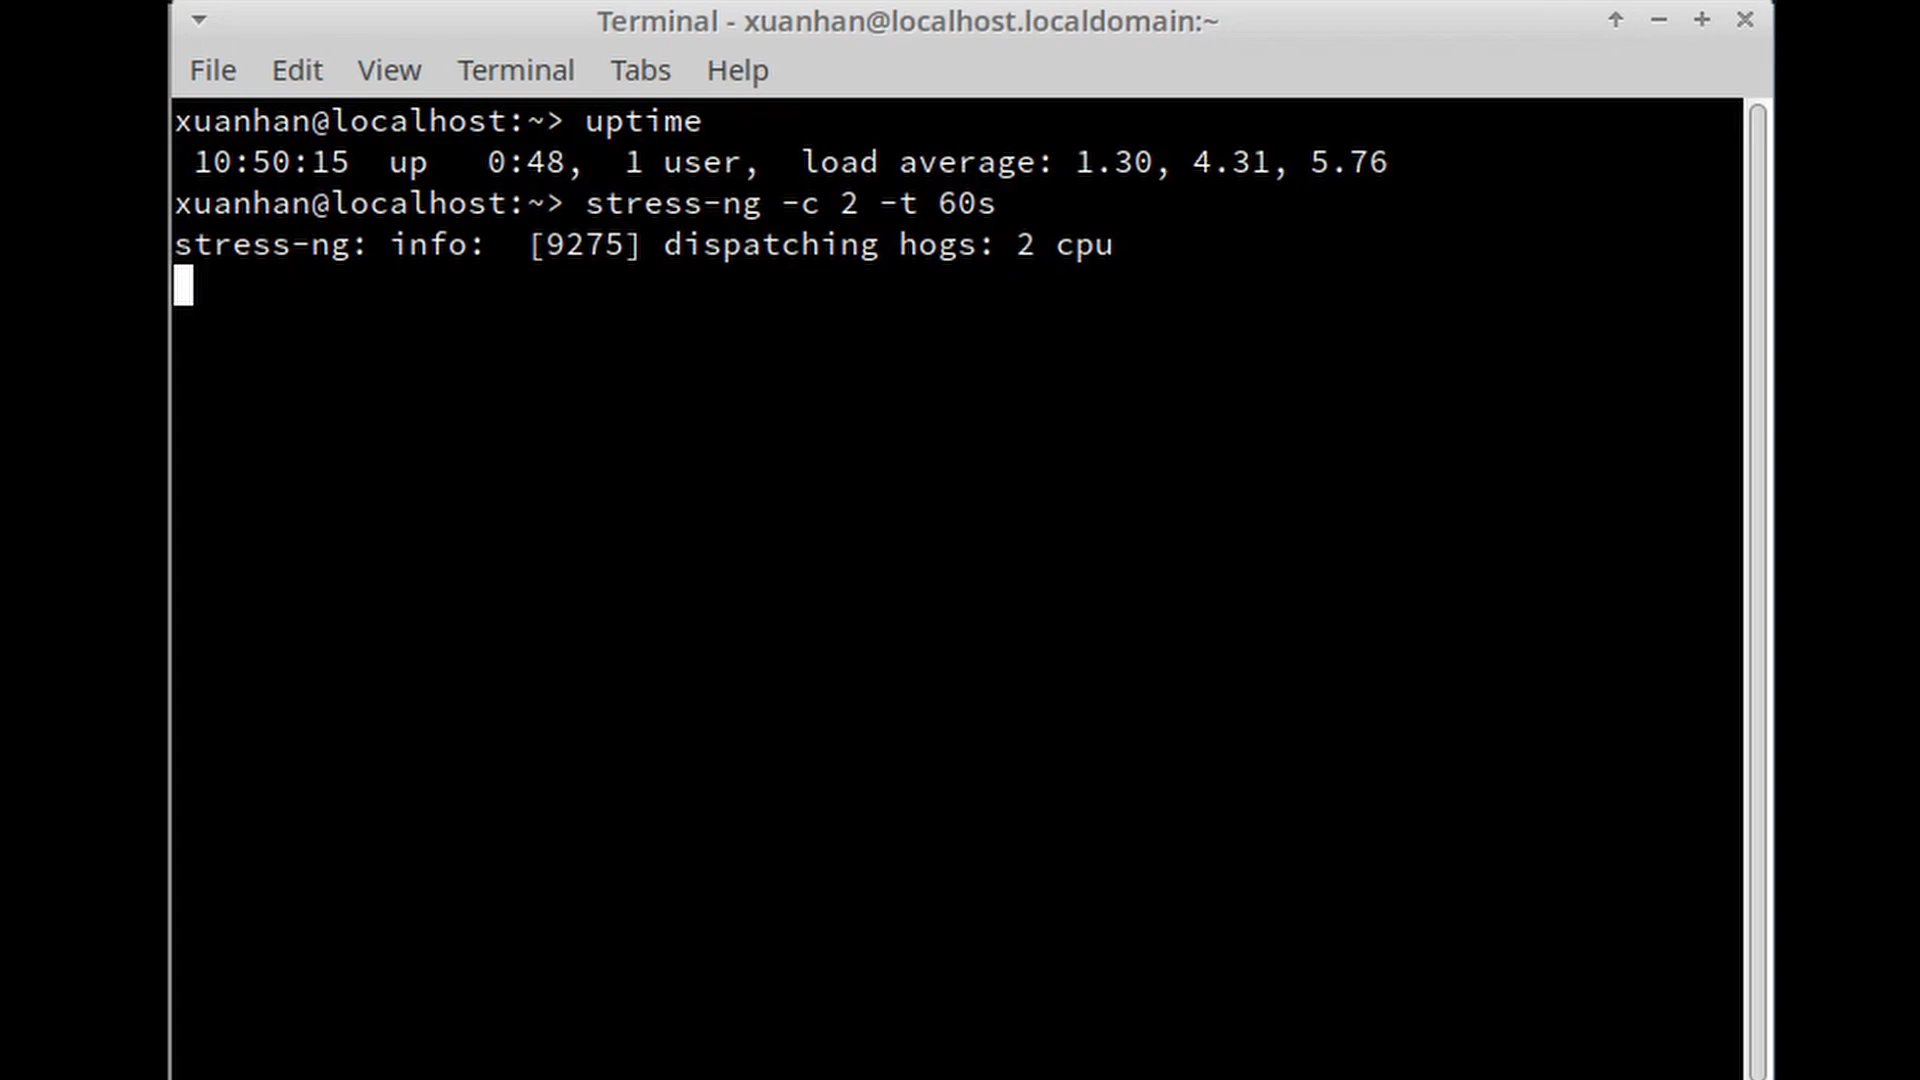 Terminal - xuanhan@localhost.localdomain:~
File Edit View Terminal Tabs Help
xuanhan@localhost:~> uptime
 10:50:15  up   0:48,  1 user,  load average: 1.30, 4.31, 5.76
xuanhan@localhost:~> stress-ng -c 2 -t 60s
stress-ng: info:  [9275] dispatching hogs: 2 cpu